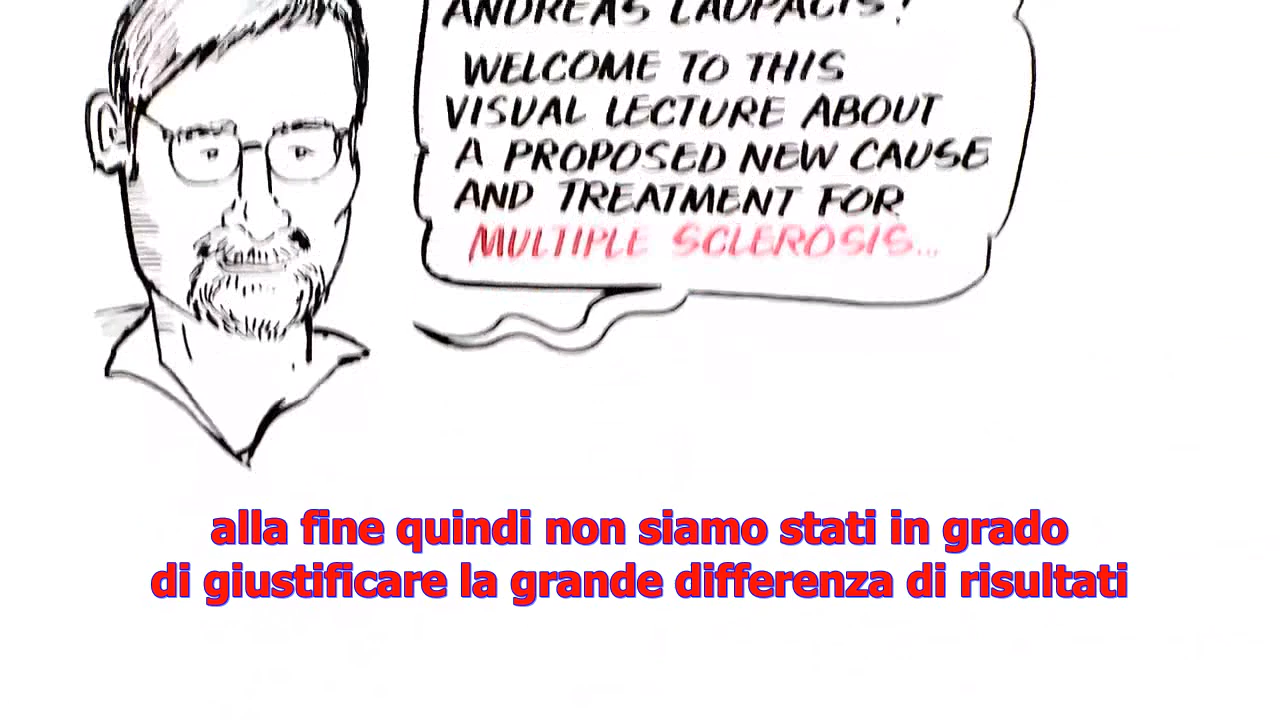 ANDREAS LAUPACIS!
WELCOME TO THIS
VISUAL LECTURE ABOUT
A PROPOSED NEW CAUSE
AND TREATMENT FOR
MULTIPLE SCLEROSIS...
alla fine quindi non siamo stati in grado
di giustificare la grande differenza di risultati